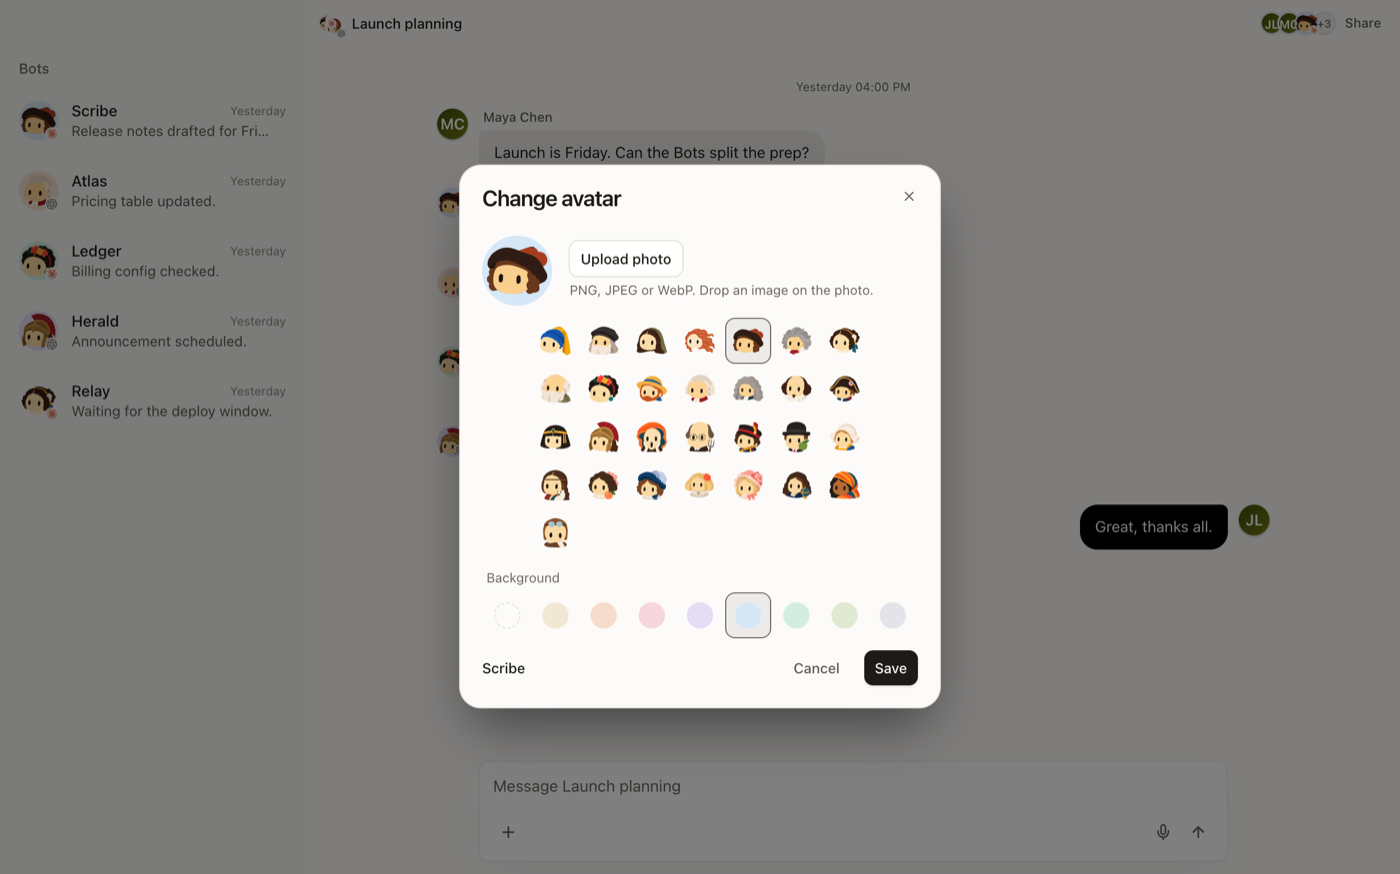 Launch planning
JL
MC
+3
Share
Bots
Scribe
Yesterday
Release notes drafted for Fri...
Atlas
Yesterday
Pricing table updated.
Ledger
Yesterday
Billing config checked.
Herald
Yesterday
Announcement scheduled.
Relay
Yesterday
Waiting for the deploy window.
Yesterday 04:00 PM
MC
Maya Chen
Launch is Friday. Can the Bots split the prep?
Change avatar
Upload photo
PNG, JPEG or WebP. Drop an image on the photo.
Background
Scribe
Cancel
Save
Great, thanks all.
JL
Message Launch planning